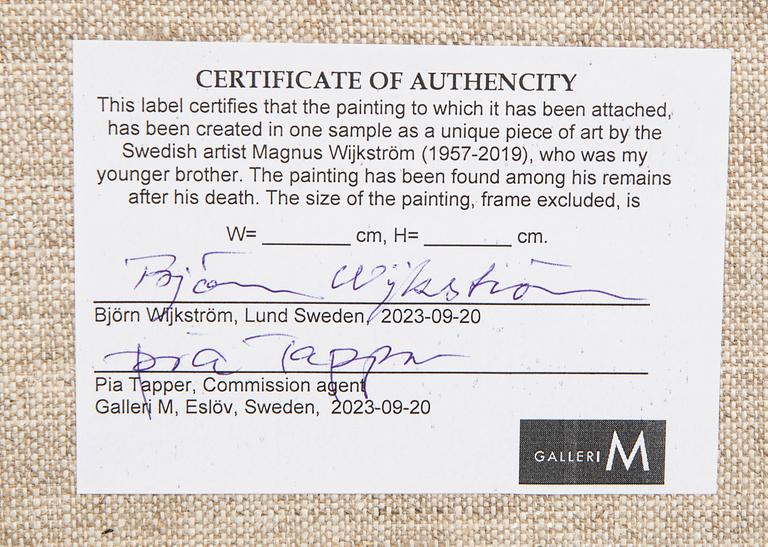 CERTIFICATE OF AUTHENCITY
This label certifies that the painting to which it has been attached,
has been created in one sample as a unique piece of art by the
Swedish artist Magnus Wijkström (1957-2019), who was my
younger brother. The painting has been found among his remains
after his death. The size of the painting, frame excluded, is
W= ________ cm, H= ________ cm.
Björn Wijkström
Björn Wijkström, Lund Sweden, 2023-09-20
Pia Tapper
Pia Tapper, Commission agent
Galleri M, Eslöv, Sweden, 2023-09-20
GALLERI M